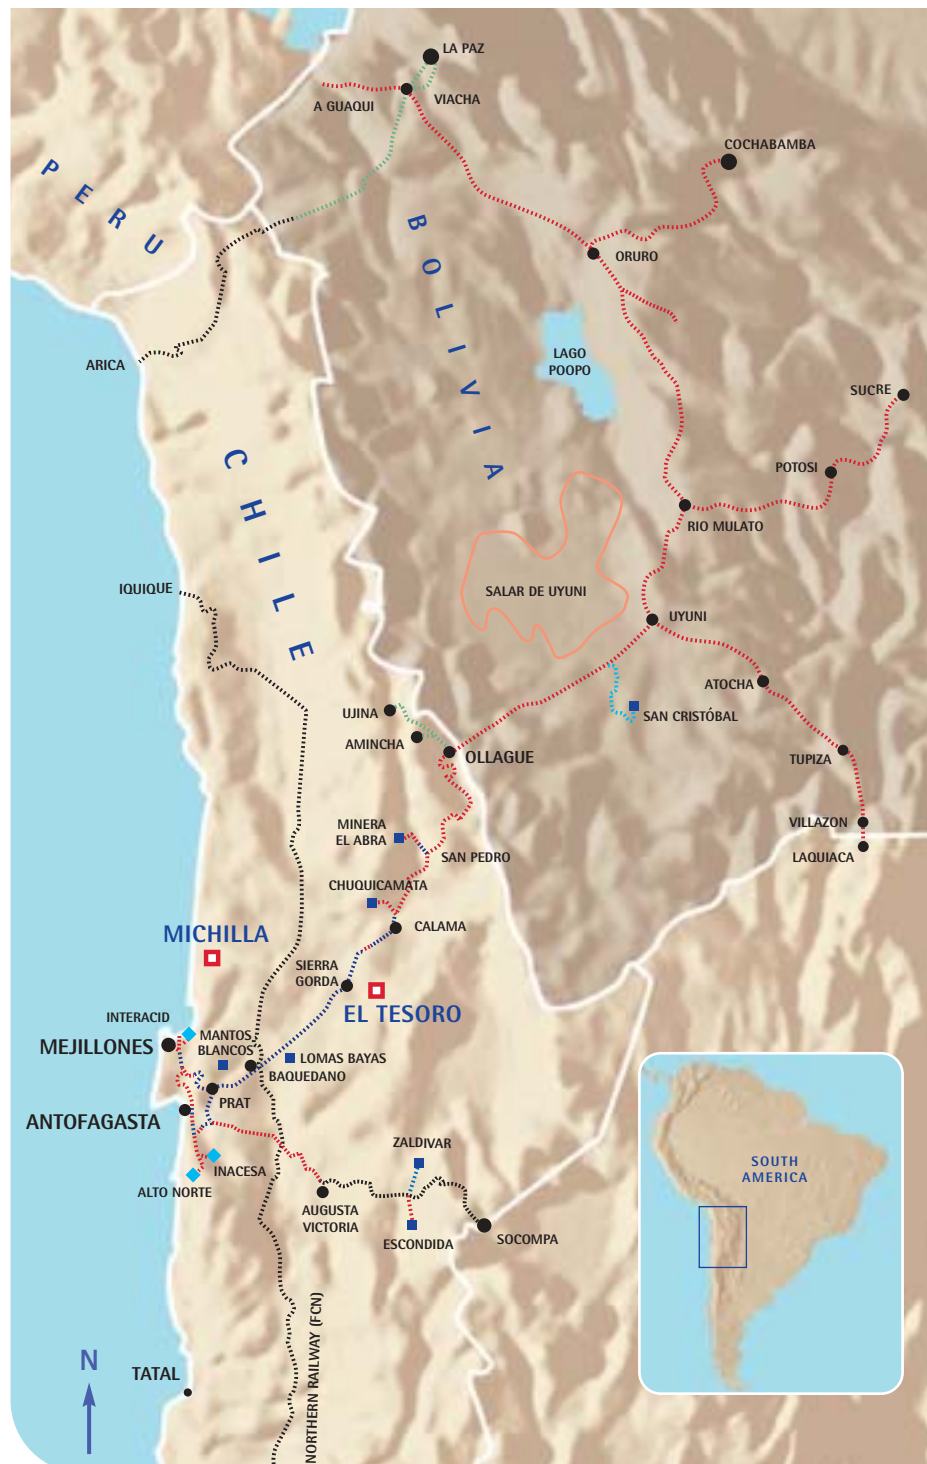 LA PAZ
A GUAQUI
VIACHA
COCHABAMBA
PERU
BOLIVIA
ORURO
ARICA
LAGO
POOPO
SUCRE
CHILE
POTOSI
RIO MULATO
IQUIQUE
SALAR DE UYUNI
UYUNI
ATOCHA
UJINA
SAN CRISTÓBAL
AMINCHA
OLLAGUE
TUPIZA
MINERA
EL ABRA
VILLAZON
SAN PEDRO
LAQUIACA
CHUQUICAMATA
CALAMA
MICHILLA
SIERRA
GORDA
EL TESORO
INTERACID
MANTOS
BLANCOS
MEJILLONES
LOMAS BAYAS
BAQUEDANO
PRAT
ANTOFAGASTA
ZALDIVAR
INACESA
ALTO NORTE
AUGUSTA
VICTORIA
ESCONDIDA
SOCOMPA
SOUTH
AMERICA
NORTHERN RAILWAY (FCN)
N
TATAL